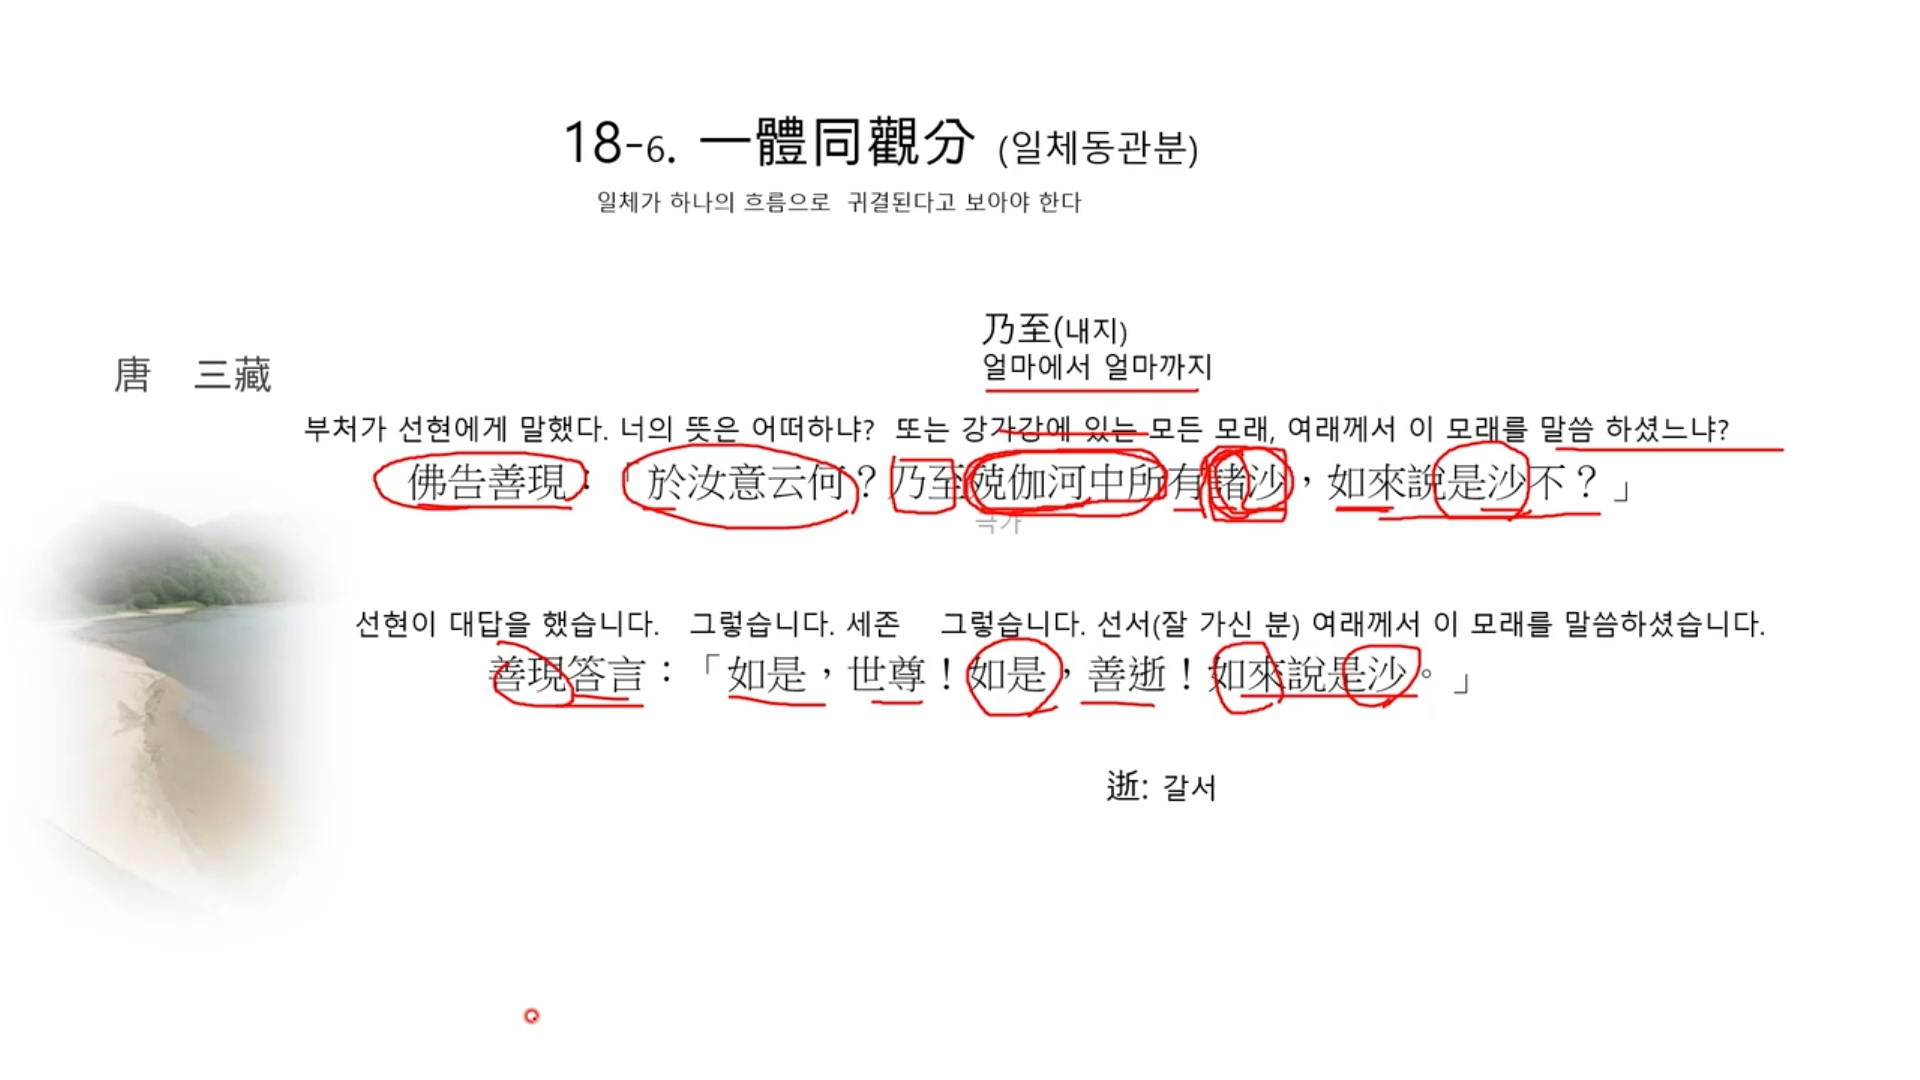 18-6. 一體同觀分 (일체동관분)
일체가 하나의 흐름으로 귀결된다고 보아야 한다
乃至(내지)
얼마에서 얼마까지
唐 三藏
부처가 선현에게 말했다. 너의 뜻은 어떠하냐? 또는 강가강에 있는 모든 모래, 여래께서 이 모래를 말씀 하셨느냐?
佛告善現：「於汝意云何？乃至殑伽河中所有諸沙，如來說是沙不？」
긍가
선현이 대답을 했습니다. 그렇습니다. 세존 그렇습니다. 선서(잘 가신 분) 여래께서 이 모래를 말씀하셨습니다.
善現答言：「如是，世尊！如是，善逝！如來說是沙。」
逝: 갈서